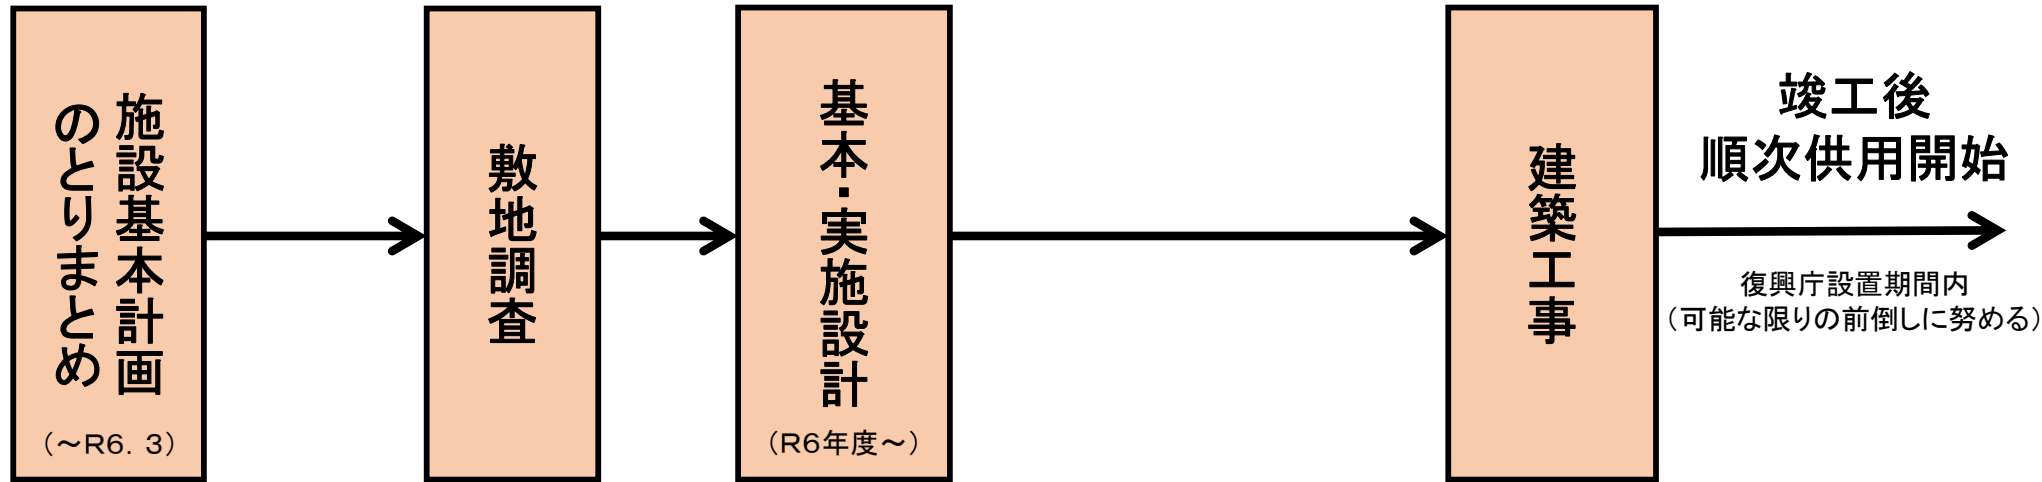 施設基本計画
のとりまとめ
（～R6．3）
敷地調査
基本・実施設計
（R6年度～）
建築工事
竣工後
順次供用開始
復興庁設置期間内
（可能な限りの前倒しに努める）